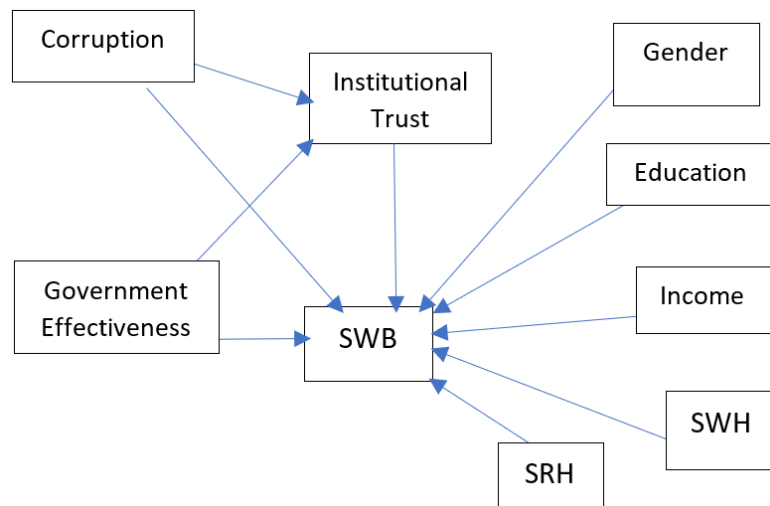 Corruption
Institutional
Trust
Gender
Education
Government
Effectiveness
SWB
Income
SWH
SRH